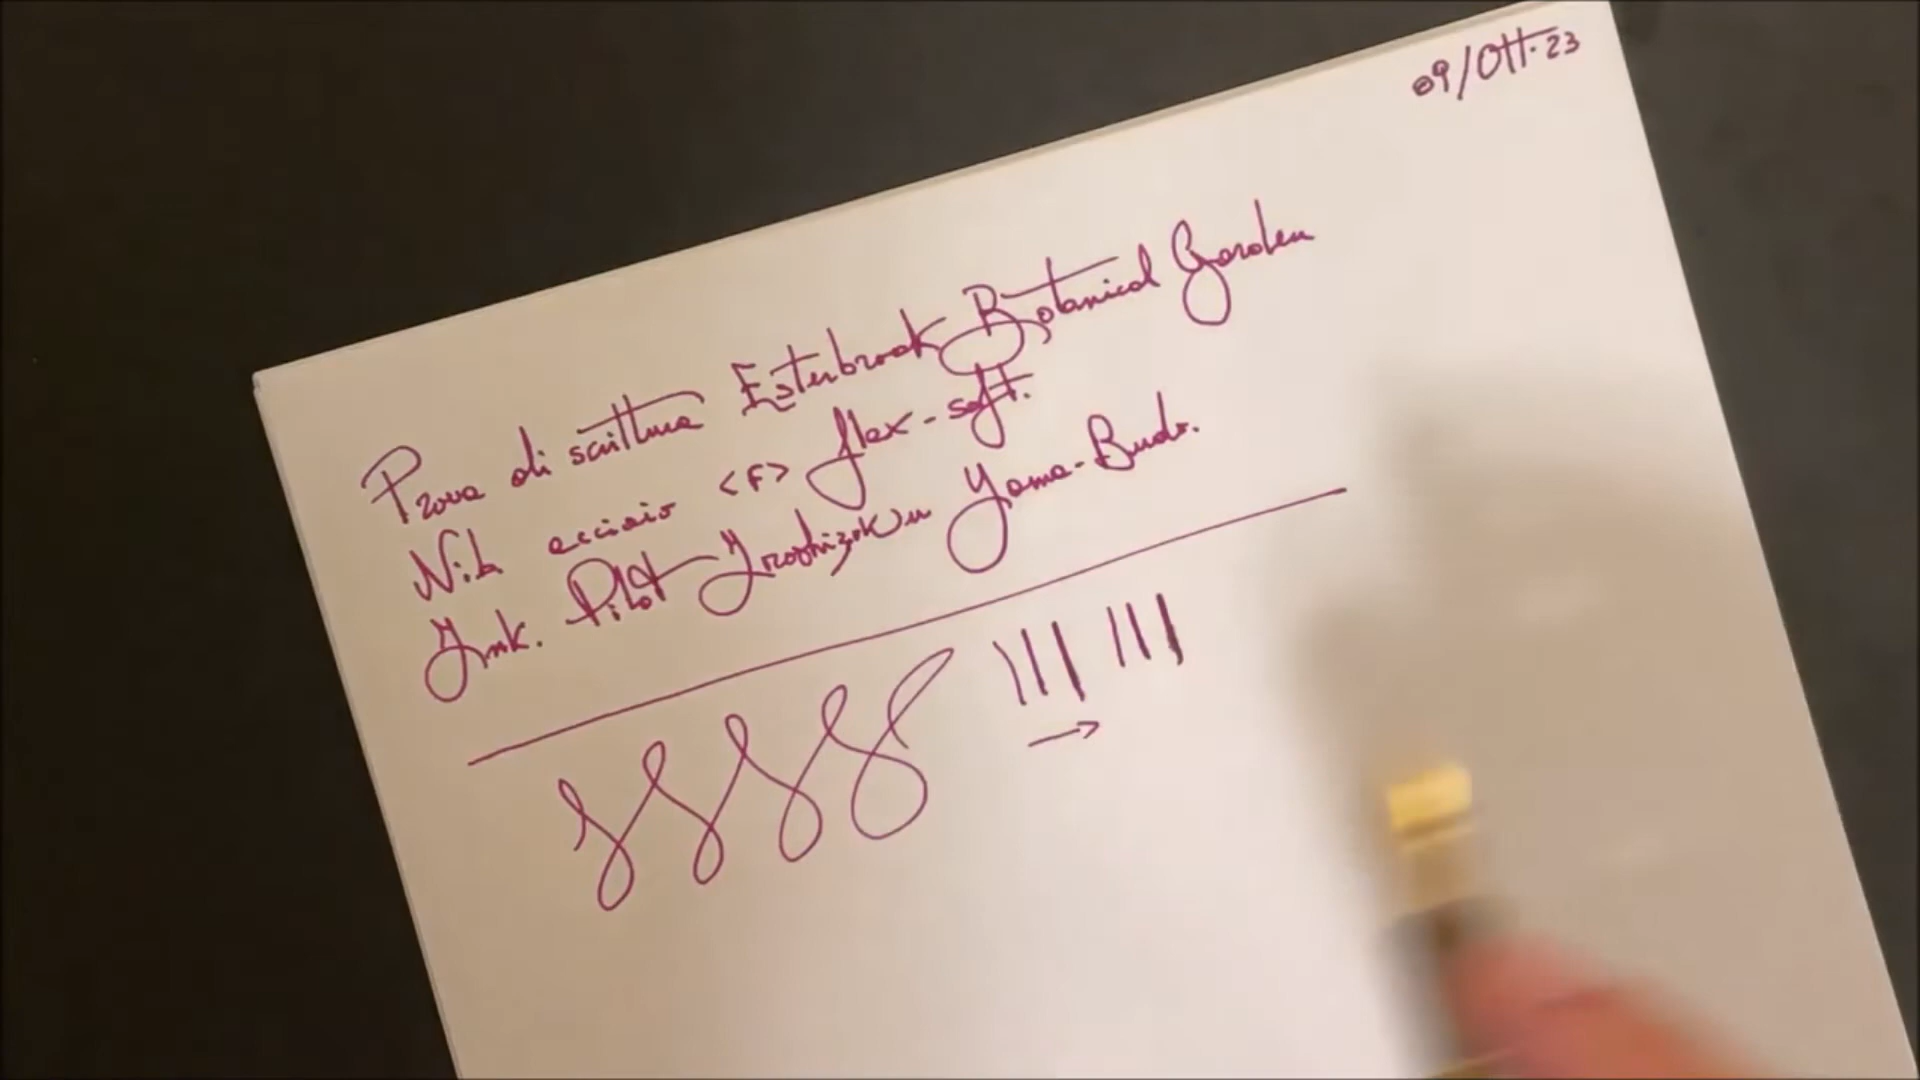 09/Ott.23
Prova di scrittura Esterbrook Botanical Garden
Nib acciaio <F> flex-soft.
Ink. Pilot Iroshizuku Yama-Budo.